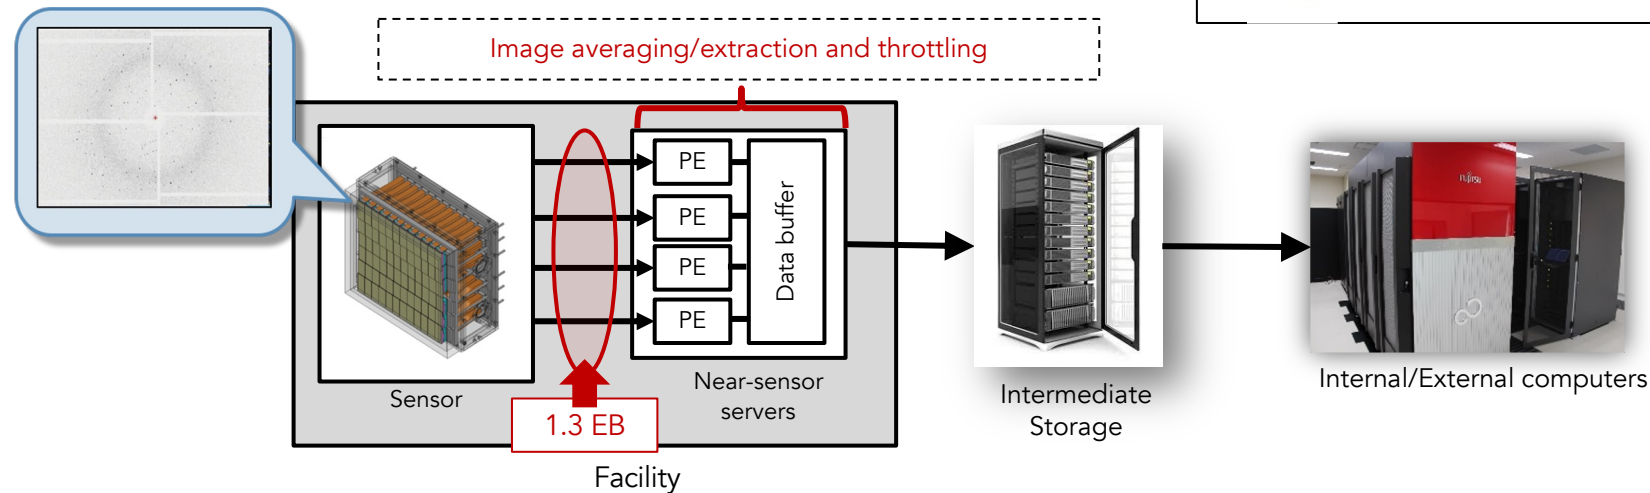 Image averaging/extraction and throttling
PE
PE
PE
PE
Data buffer
Sensor
Near-sensor
servers
1.3 EB
Facility
Intermediate
Storage
FUJITSU
Internal/External computers